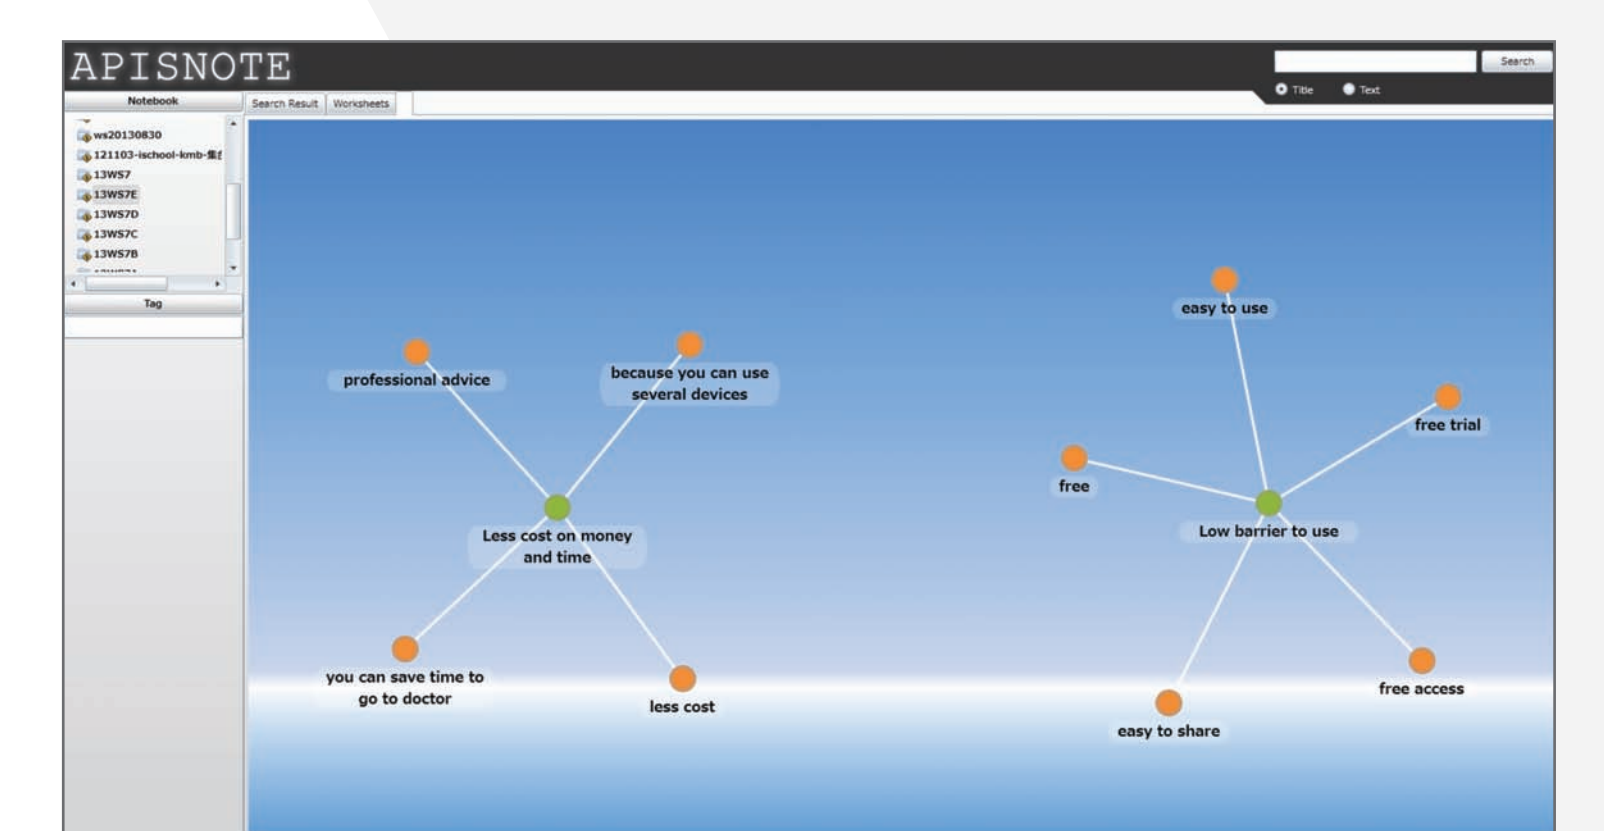 APISNOTE
Search
Title
Text
Notebook
Search Result
Worksheets
ws20130830
121103-ischool-kmb-集
13WS7
13WS7E
13WS7D
13WS7C
13WS7B
Tag
easy to use
professional advice
because you can use
several devices
free trial
free
Less cost on money
and time
Low barrier to use
you can save time to
go to doctor
less cost
free access
easy to share